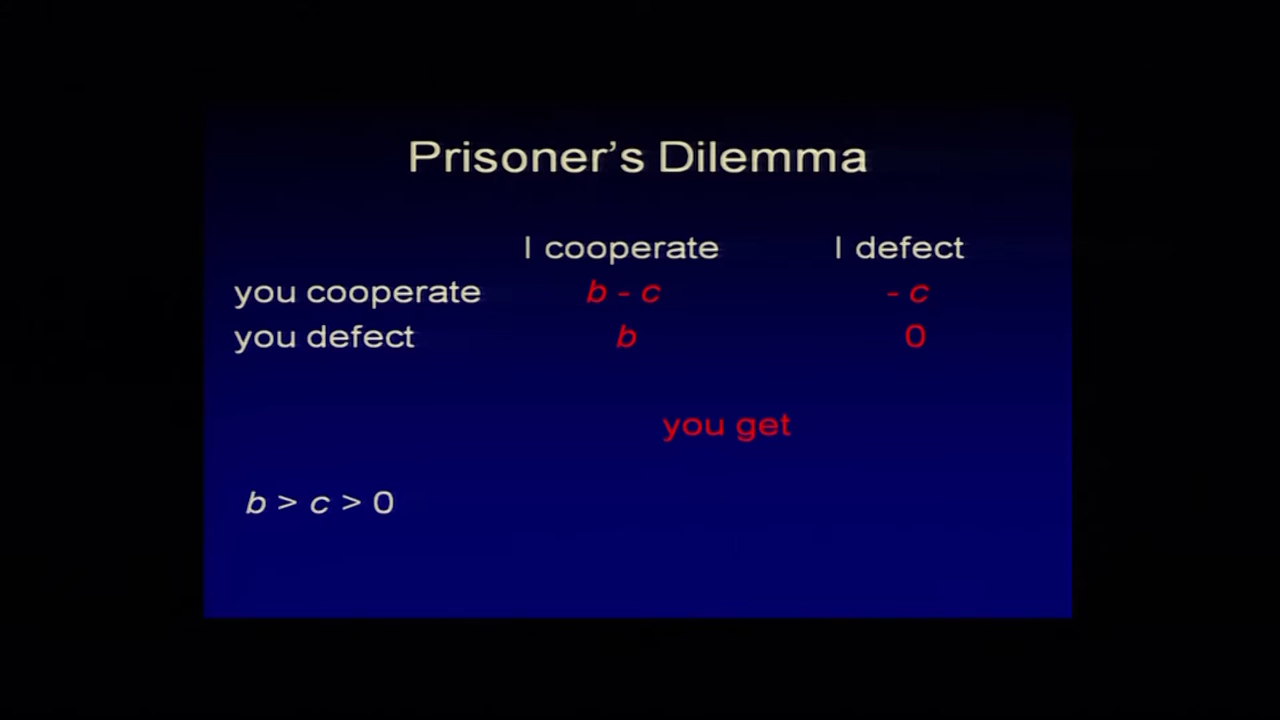 Prisoner’s Dilemma
I cooperate I defect
you cooperate b - c - c
you defect b 0
you get
b > c > 0